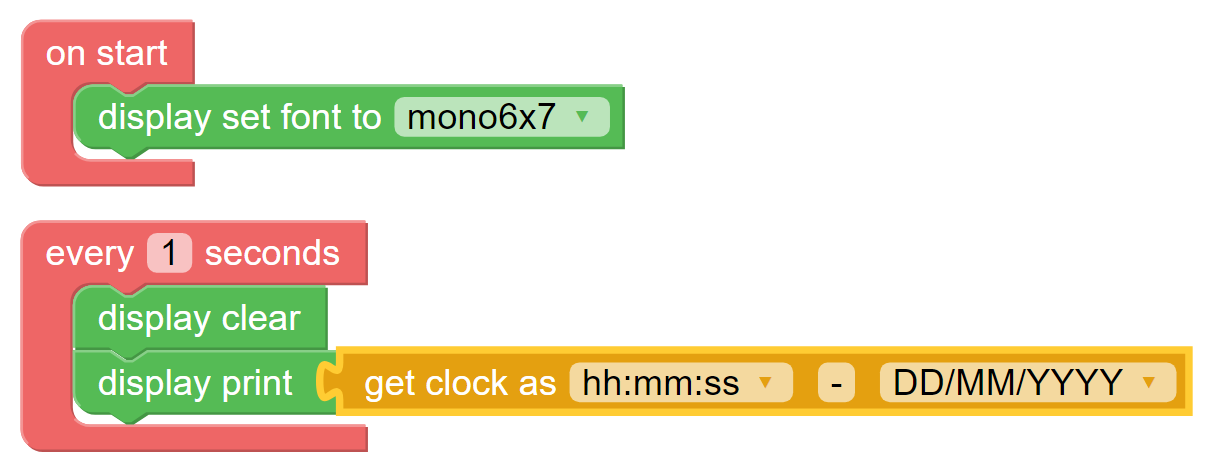 on start
display set font to mono6x7
every 1 seconds
display clear
display print get clock as hh:mm:ss - DD/MM/YYYY